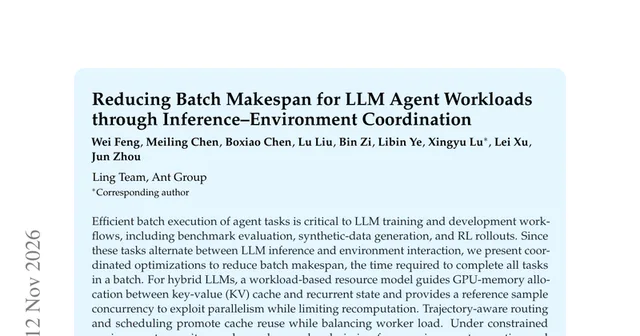 Reducing Batch Makespan for LLM Agent Workloads
through Inference–Environment Coordination
Wei Feng, Meiling Chen, Boxiao Chen, Lu Liu, Bin Zi, Libin Ye, Xingyu Lu*, Lei Xu,
Jun Zhou
Ling Team, Ant Group
*Corresponding author
Efficient batch execution of agent tasks is critical to LLM training and development work-
flows, including benchmark evaluation, synthetic-data generation, and RL rollouts. Since
these tasks alternate between LLM inference and environment interaction, we present coor-
dinated optimizations to reduce batch makespan, the time required to complete all tasks
in a batch. For hybrid LLMs, a workload-based resource model guides GPU-memory allo-
cation between key-value (KV) cache and recurrent state and provides a reference sample
concurrency to exploit parallelism while limiting recomputation. Trajectory-aware routing
and scheduling promote cache reuse while balancing worker load. Under constrained
12 Nov 2026